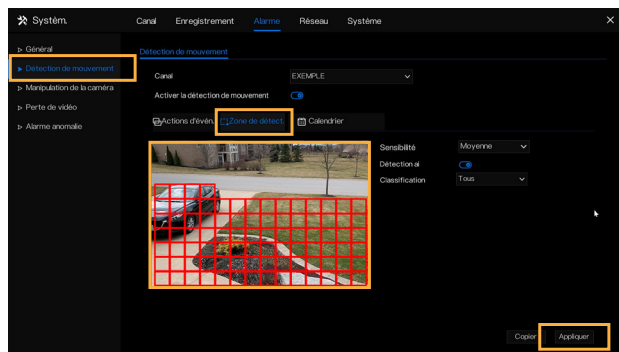 Systèm.
Canal Enregistrement Alarme Réseau Système
Général
Détection de mouvement
Manipulation de la caméra
Perte de vidéo
Alarme anomalie
Détection de mouvement
Canal EXEMPLE
Activer la détection de mouvement
Actions d'évén. Zone de détect. Calendrier
Sensibilité Moyenne
Détection ai
Classification Tous
Copier Appliquer